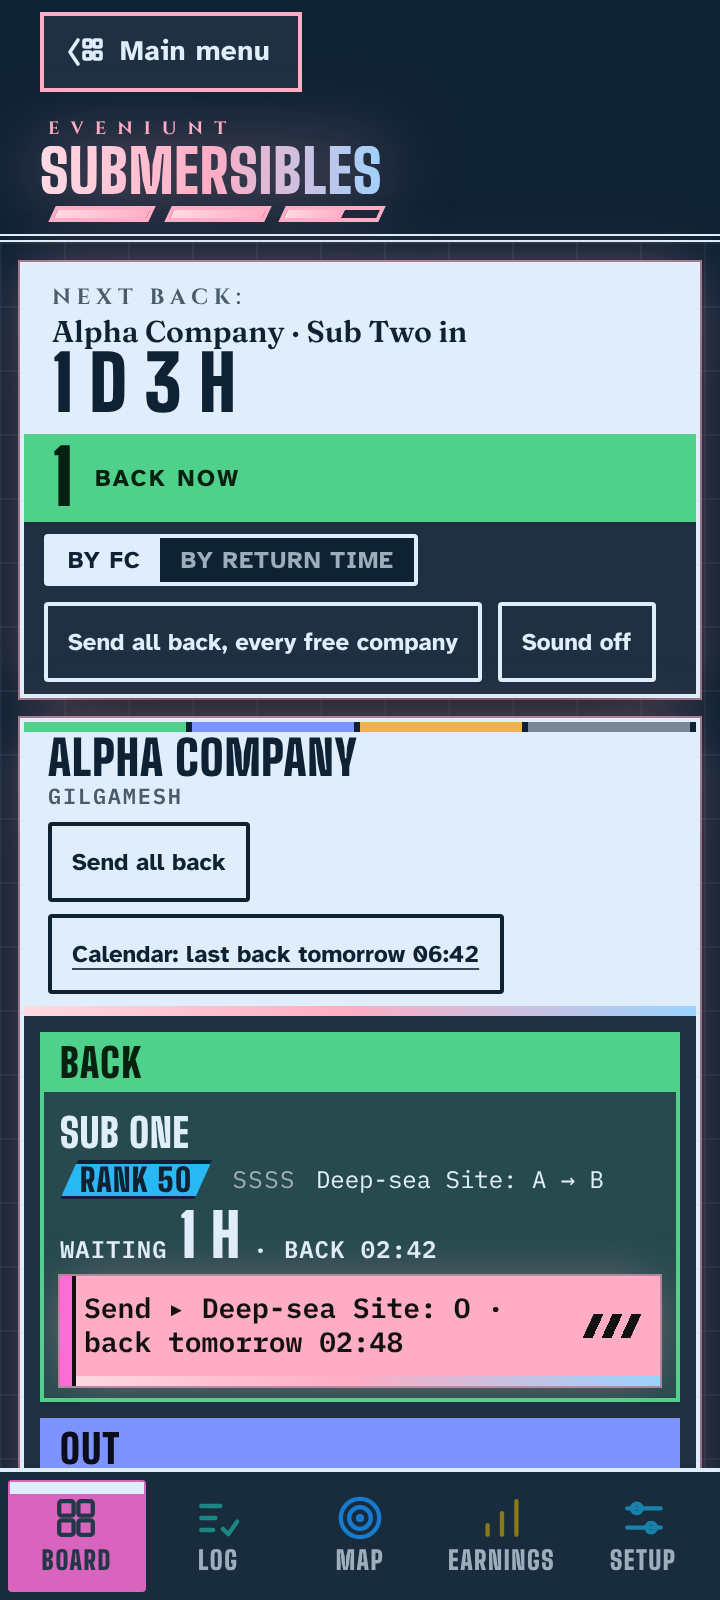 Main menu
EVENIUNT
SUBMERSIBLES
NEXT BACK:
Alpha Company · Sub Two in
1D 3H
1 BACK NOW
BY FC BY RETURN TIME
Send all back, every free company Sound off
ALPHA COMPANY
GILGAMESH
Send all back
Calendar: last back tomorrow 06:42
BACK
SUB ONE
RANK 50 SSSS Deep-sea Site: A → B
WAITING 1H · BACK 02:42
Send ▸ Deep-sea Site: O ·
back tomorrow 02:48
OUT
BOARD LOG MAP EARNINGS SETUP